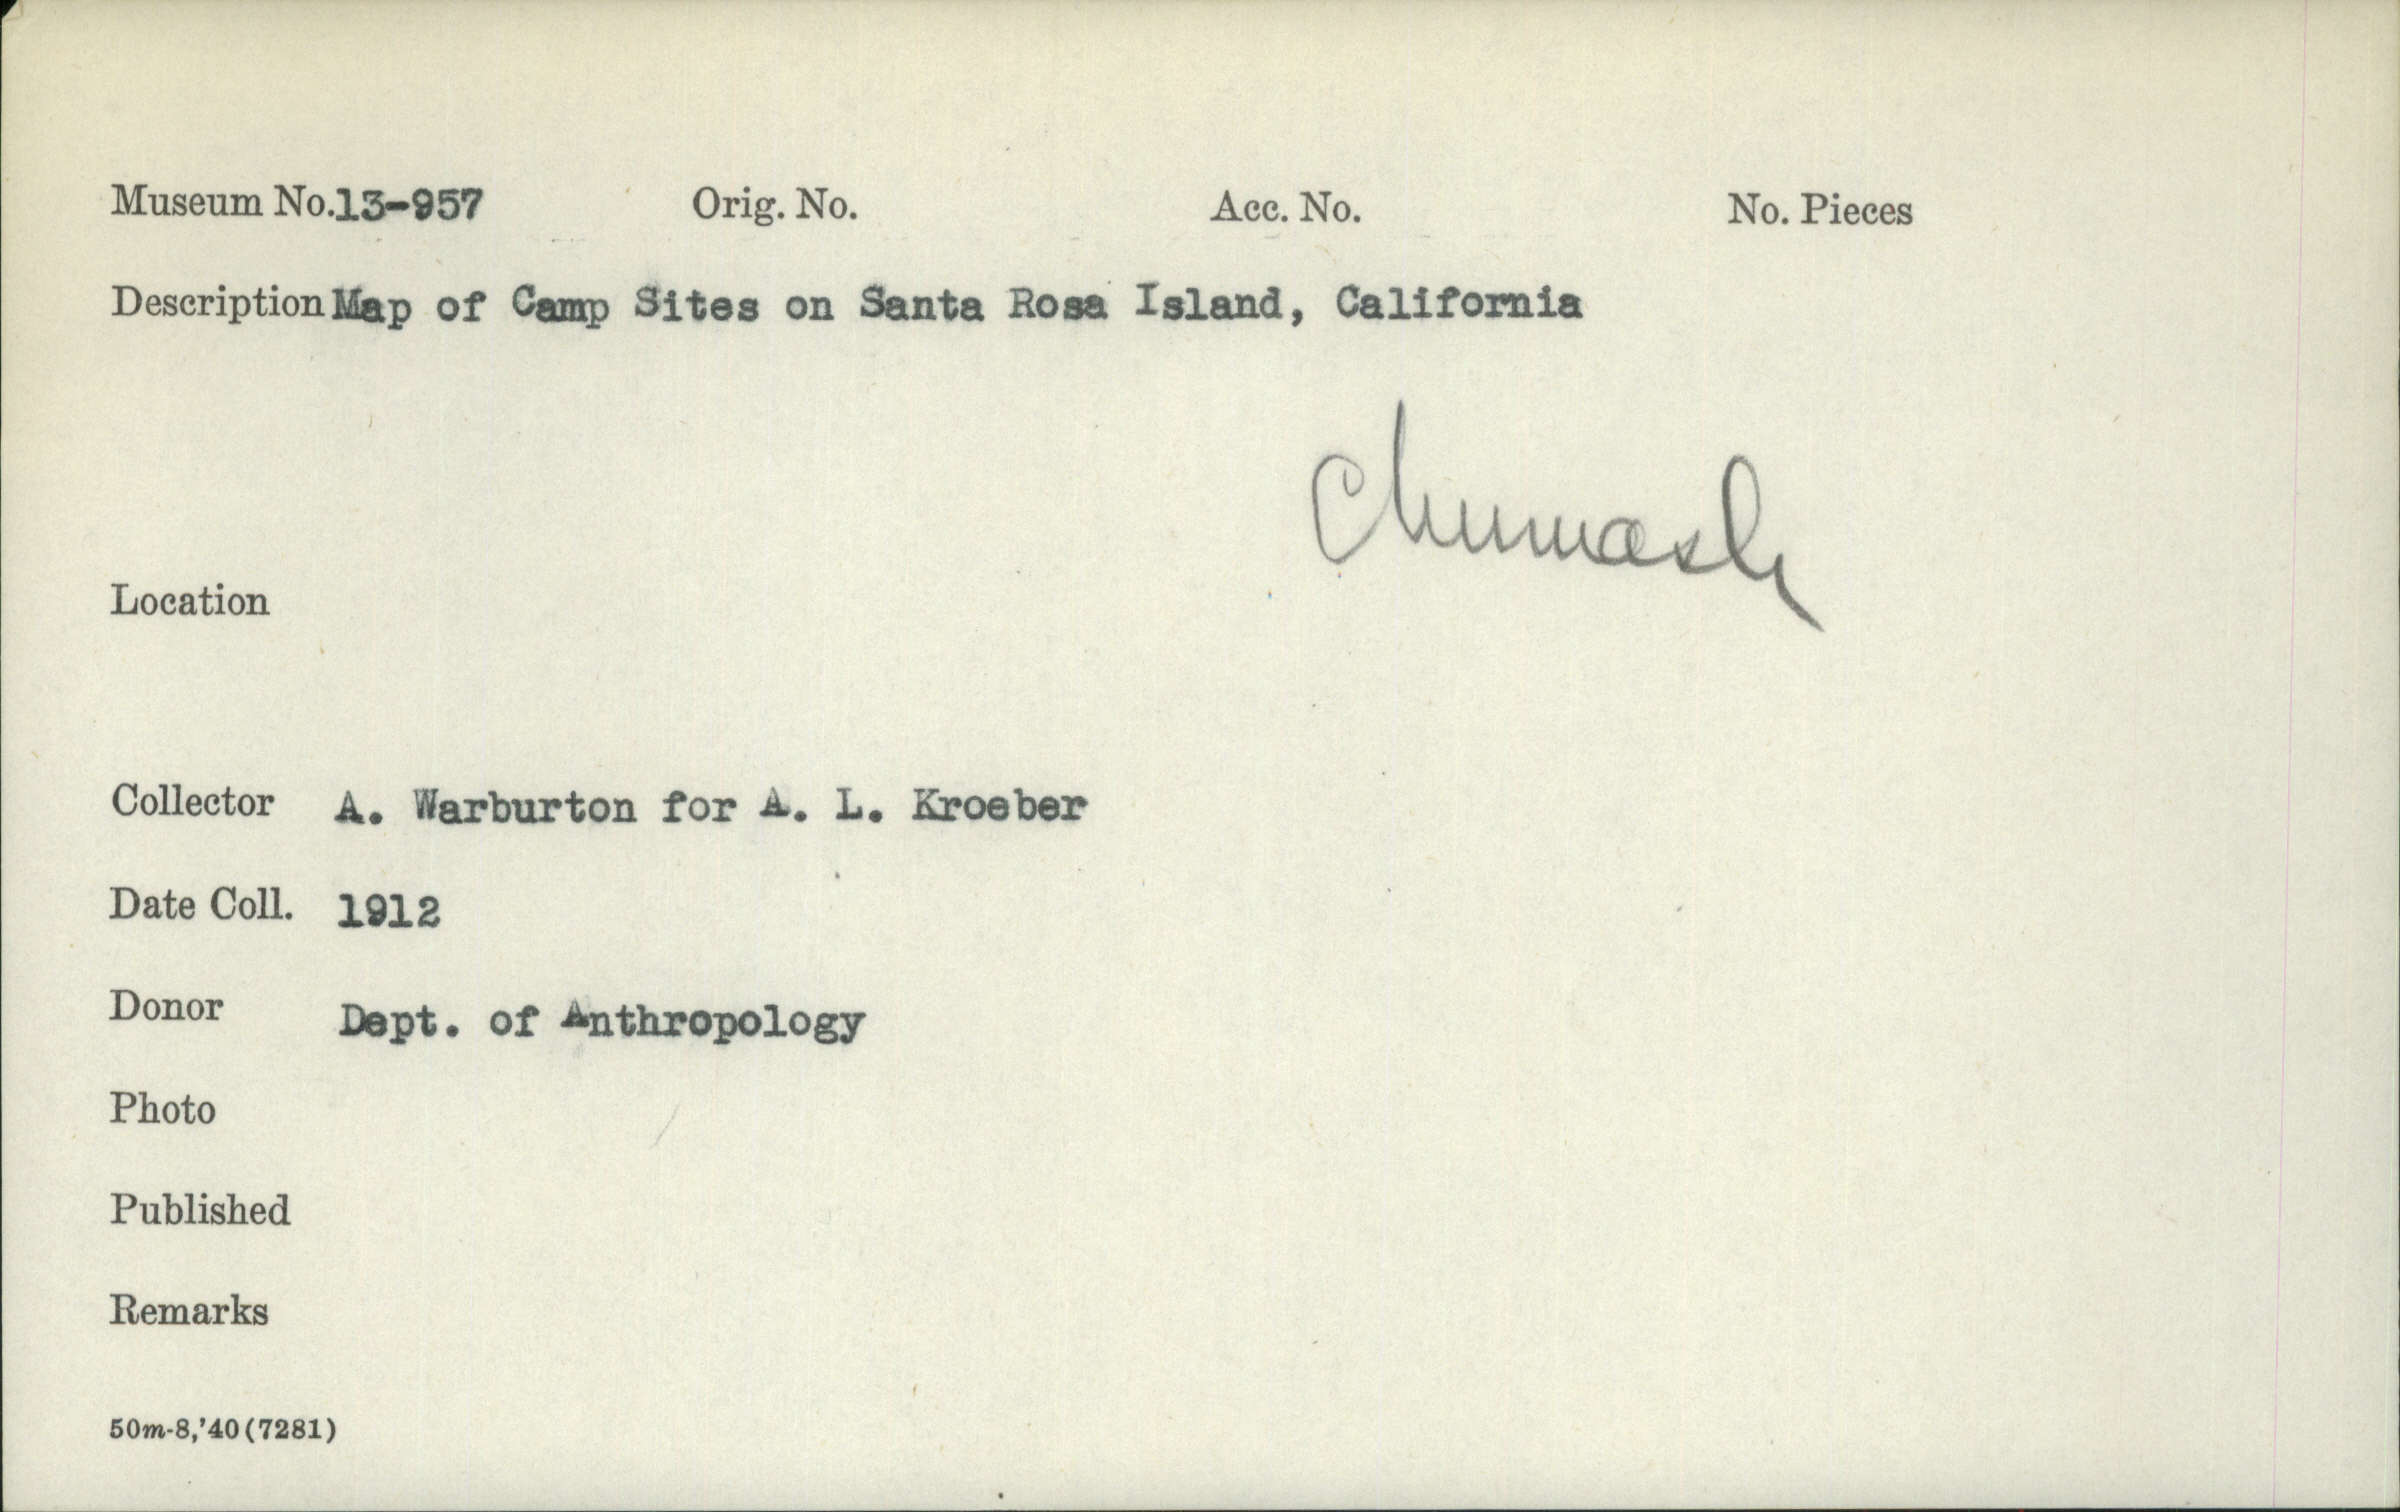 Museum No. 13-957 Orig. No. Acc. No. No. Pieces
Description Map of Camp Sites on Santa Rosa Island, California
Chumash
Location
Collector A. Warburton for A. L. Kroeber
Date Coll. 1912
Donor Dept. of Anthropology
Photo
Published
Remarks
50m-8,'40(7281)